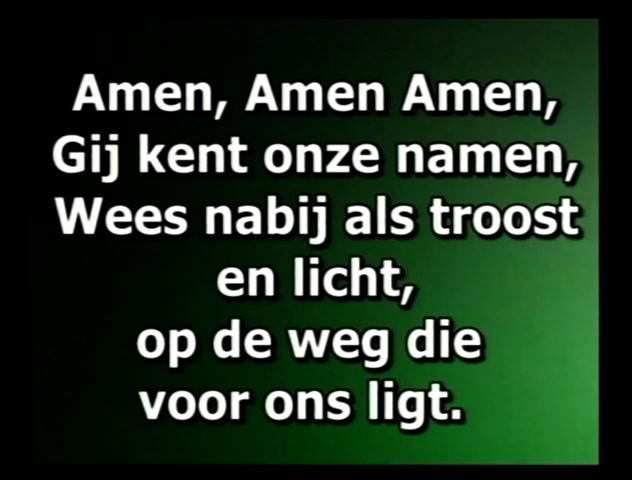 Amen, Amen Amen,
Gij kent onze namen,
Wees nabij als troost
en licht,
op de weg die
voor ons ligt.